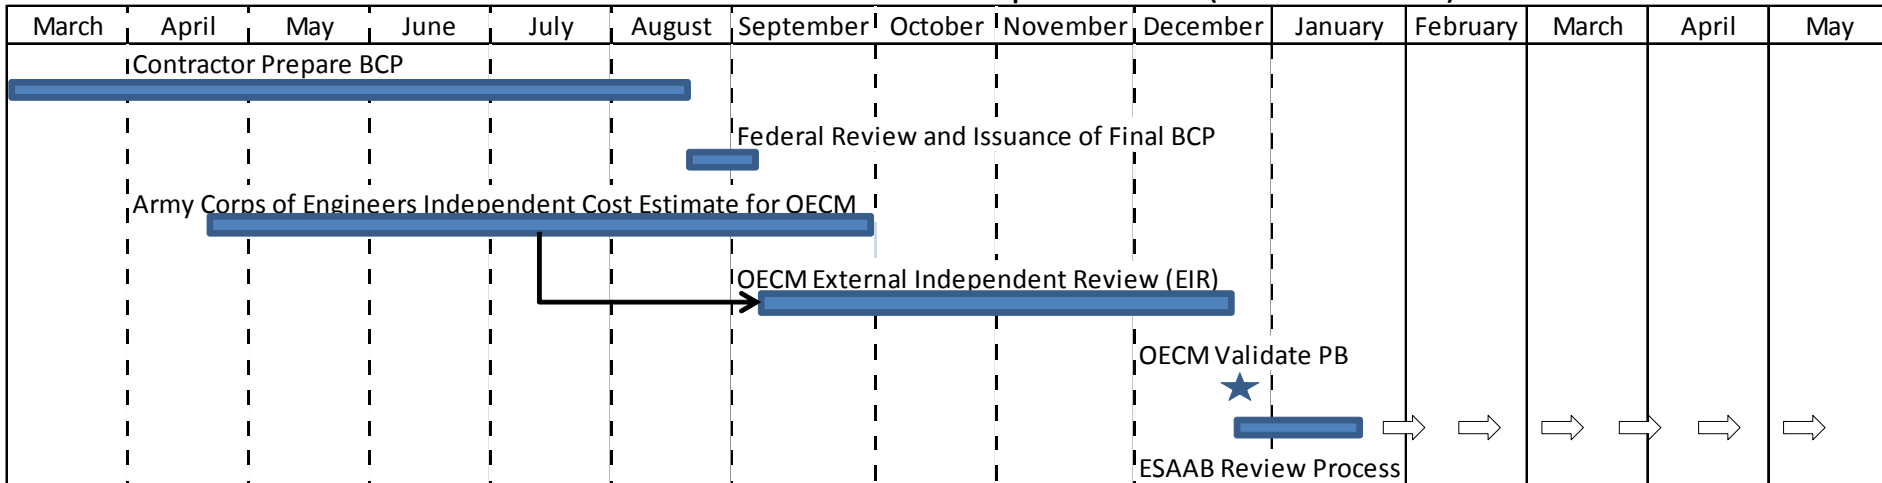 March April May June July August September October November December January February March April May
Contractor Prepare BCP
Federal Review and Issuance of Final BCP
Army Corps of Engineers Independent Cost Estimate for OECM
OECM External Independent Review (EIR)
OECM Validate PB
ESAAB Review Process